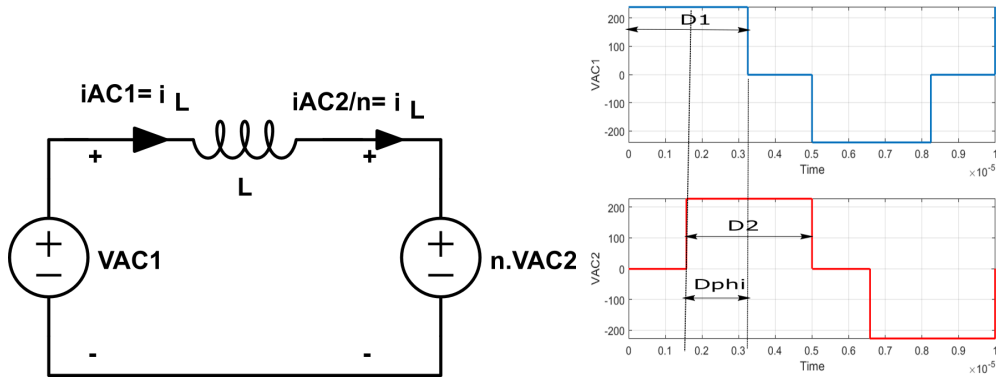 iAC1= i L
iAC2/n= i L
+
+
L
+
VAC1
+
n.VAC2
-
-
VAC1
200
100
0
-100
-200
D1
0 0.1 0.2 0.3 0.4 0.5 0.6 0.7 0.8 0.9 1
Time
×10-5
VAC2
200
100
0
-100
-200
D2
Dphi
0 0.1 0.2 0.3 0.4 0.5 0.6 0.7 0.8 0.9 1
Time
×10-5